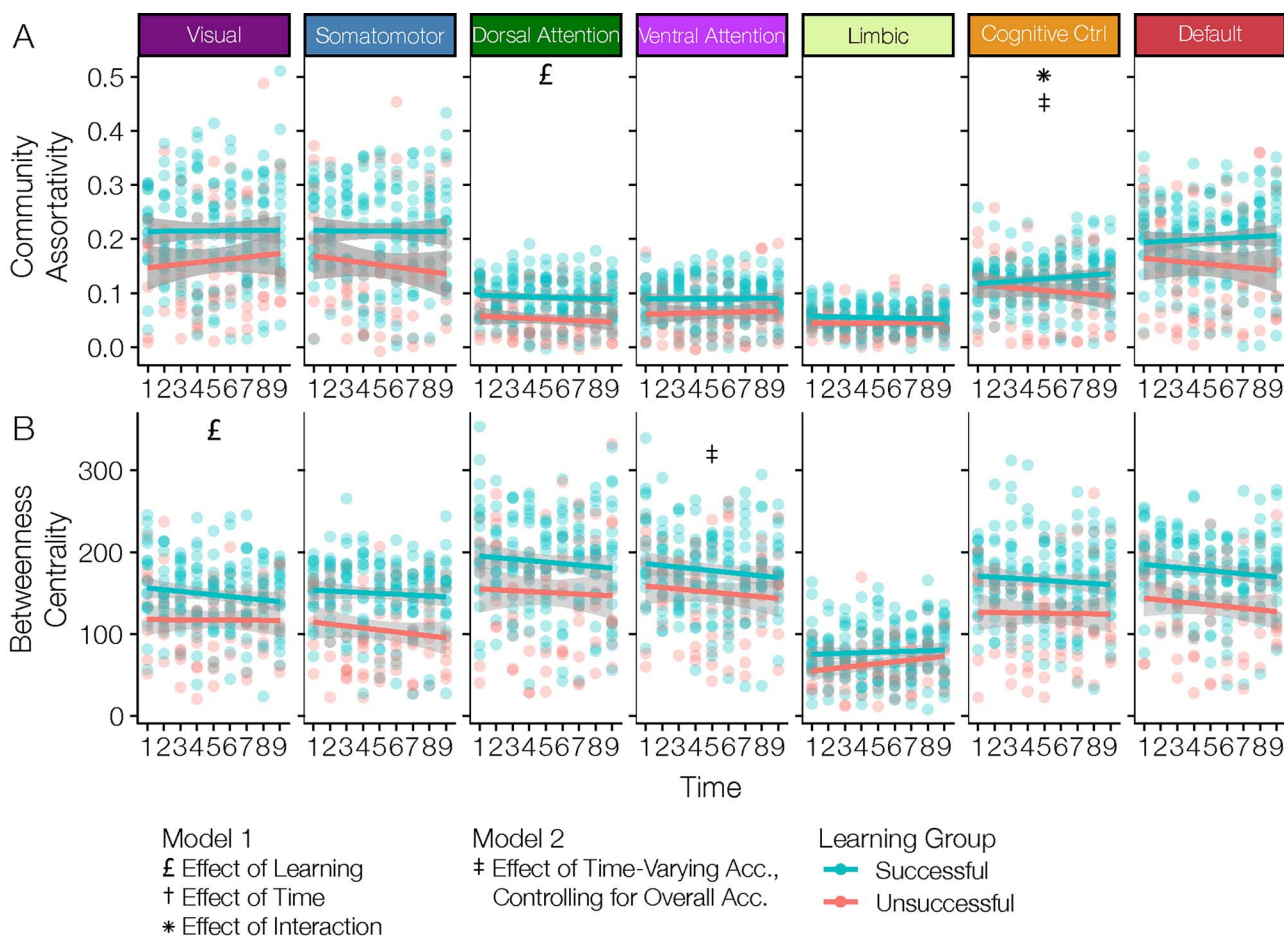 A
Visual Somatomotor Dorsal Attention Ventral Attention Limbic Cognitive Ctrl Default
Community
Assortativity
0.5
0.4
0.3
0.2
0.1
0.0
£
*
‡
123456789 123456789 123456789 123456789 123456789 123456789 123456789
B
Betweenness
Centrality
300
200
100
0
£
‡
123456789 123456789 123456789 123456789 123456789 123456789 123456789
Time
Model 1
£ Effect of Learning
† Effect of Time
* Effect of Interaction
Model 2
‡ Effect of Time-Varying Acc.,
Controlling for Overall Acc.
Learning Group
Successful
Unsuccessful